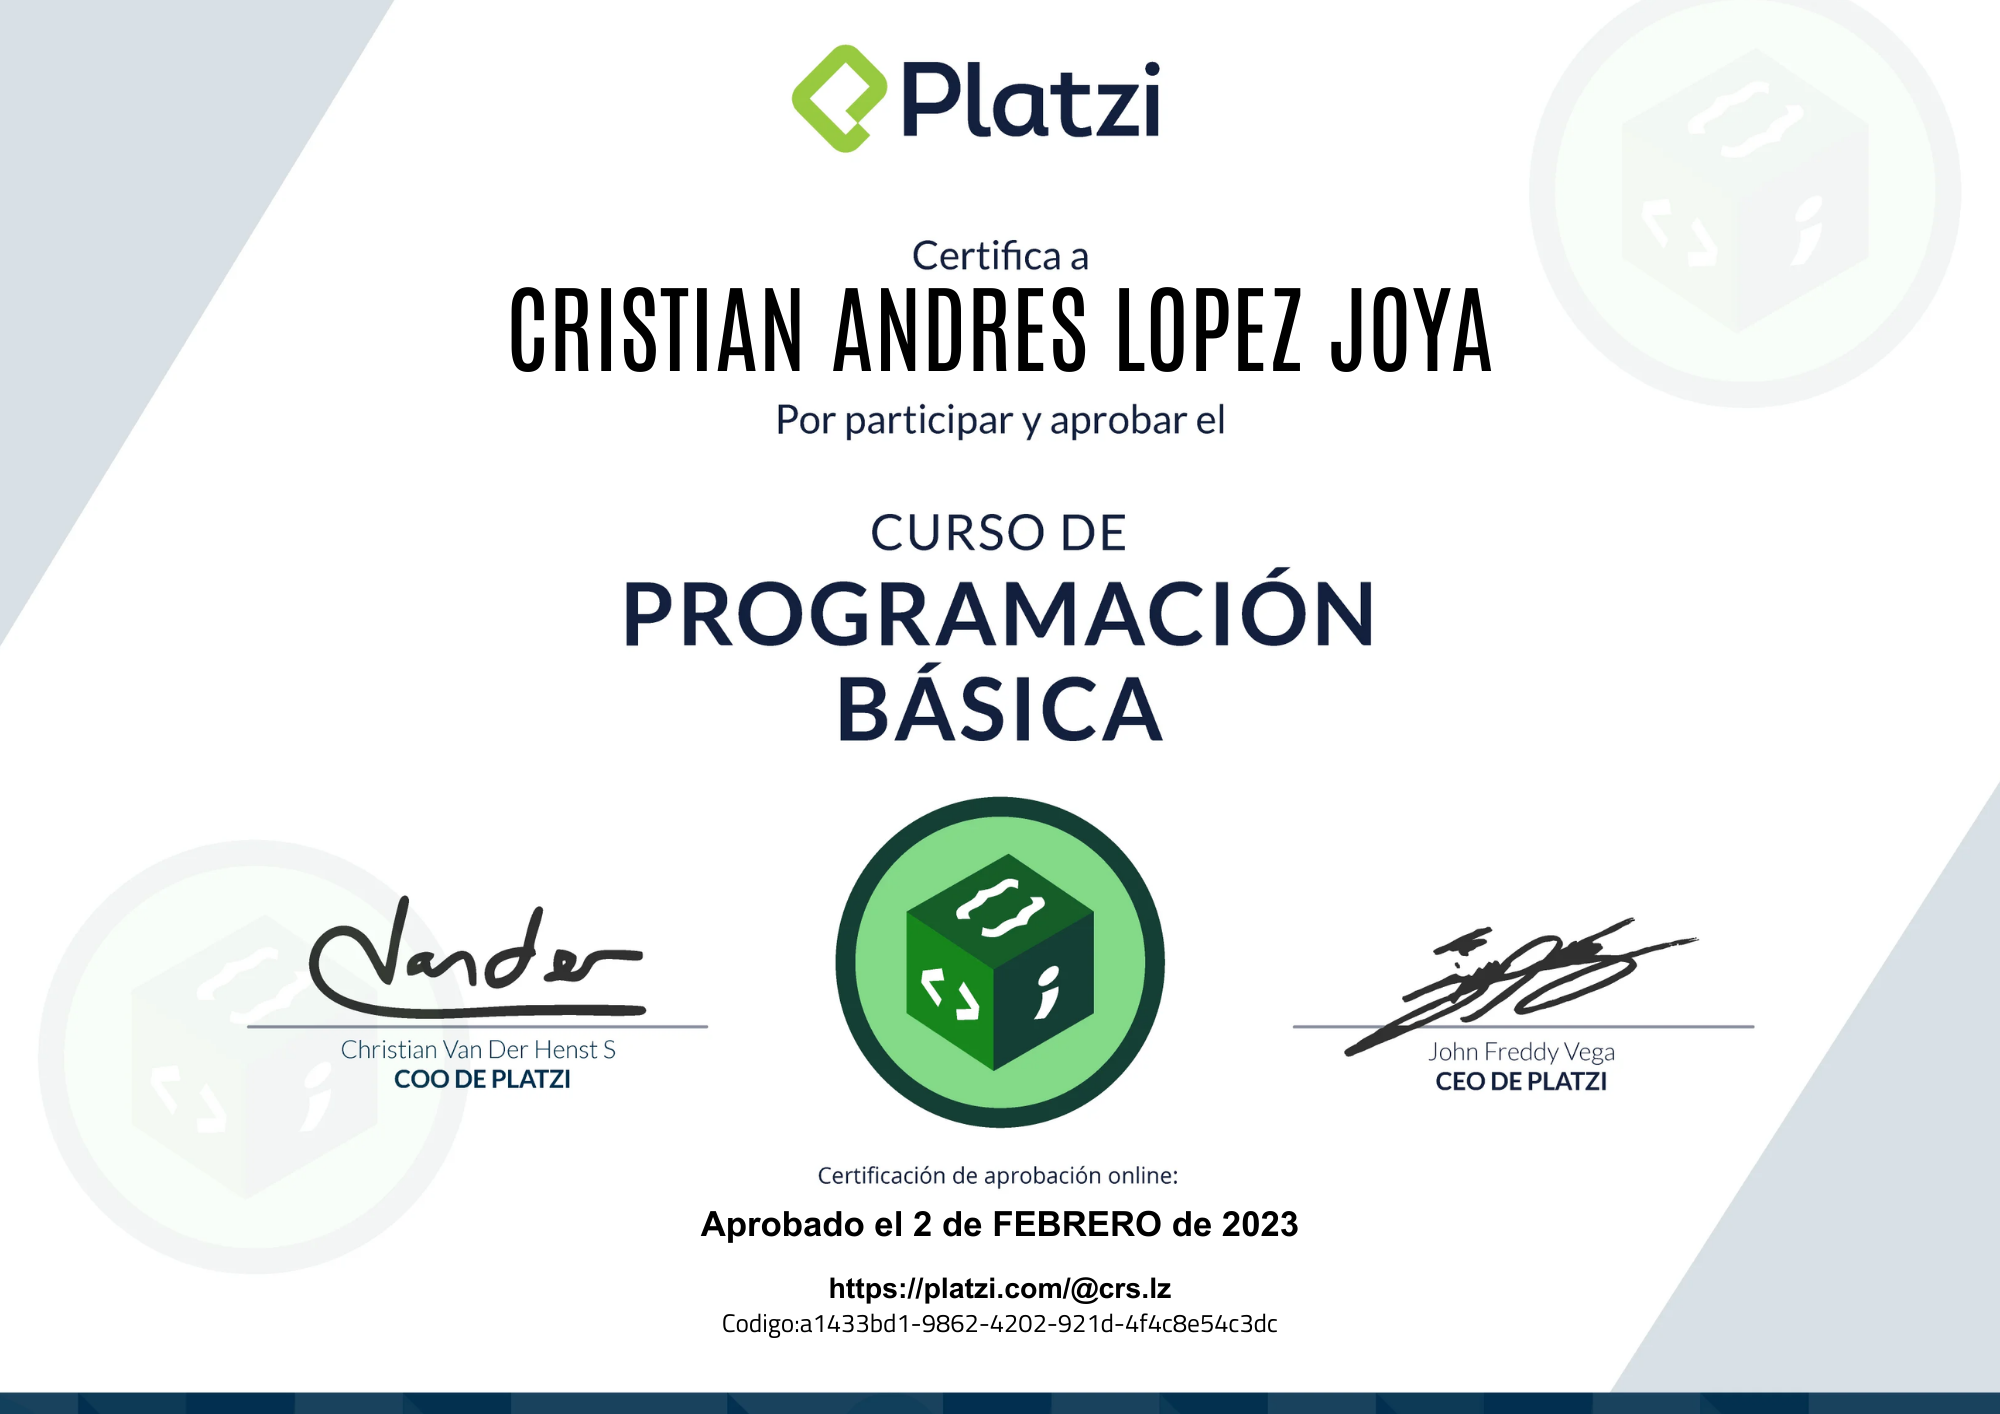 Platzi
Certifica a
CRISTIAN ANDRES LOPEZ JOYA
Por participar y aprobar el
CURSO DE
PROGRAMACIÓN
BÁSICA
Vander
Christian Van Der Henst S
COO DE PLATZI
John Freddy Vega
CEO DE PLATZI
Certificación de aprobación online:
Aprobado el 2 de FEBRERO de 2023
https://platzi.com/@crs.lz
Codigo:a1433bd1-9862-4202-921d-4f4c8e54c3dc